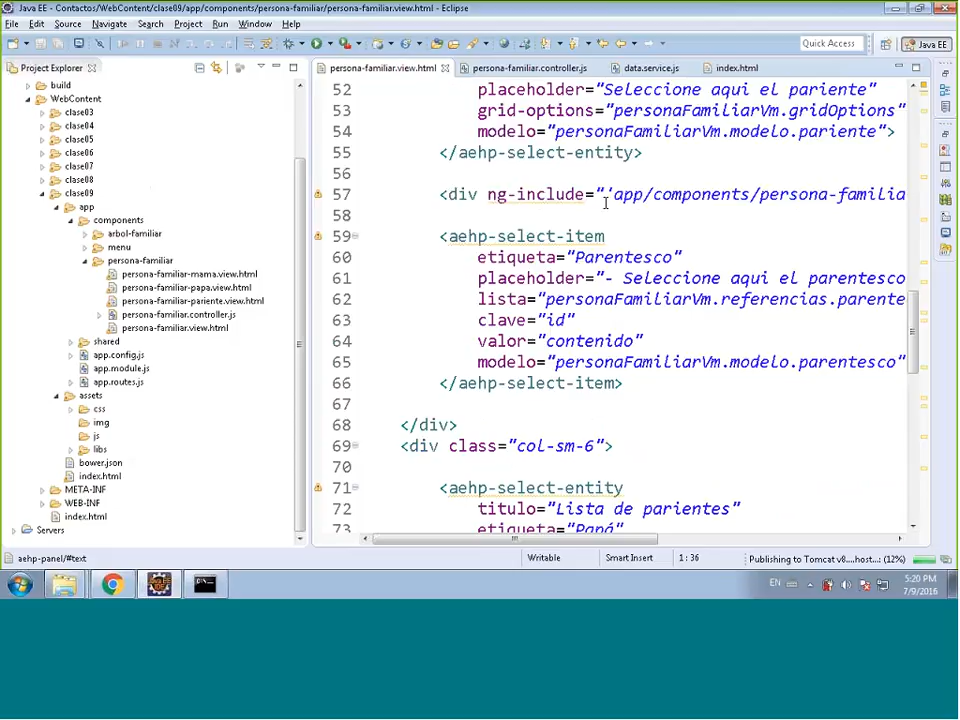 Java EE - Contactos/WebContent/clase09/app/components/persona-familiar/persona-familiar.view.html - Eclipse
File Edit Source Navigate Search Project Run Window Help
Quick Access
Java EE
Project Explorer
persona-familiar.view.html
persona-familiar.controller.js
data.service.js
index.html
build
WebContent
clase03
clase04
clase05
clase06
clase07
clase08
clase09
app
components
arbol-familiar
menu
persona-familiar
persona-familiar-mama.view.html
persona-familiar-papa.view.html
persona-familiar-pariente.view.html
persona-familiar.controller.js
persona-familiar.view.html
shared
app.config.js
app.module.js
app.routes.js
assets
css
img
js
libs
bower.json
index.html
META-INF
WEB-INF
index.html
Servers
52 placeholder="Seleccione aqui el pariente"
53 grid-options="personaFamiliarVm.gridOptions"
54 modelo="personaFamiliarVm.modelo.pariente">
55 </aehp-select-entity>
56
57 <div ng-include="'app/components/persona-familia
58
59 <aehp-select-item
60 etiqueta="Parentesco"
61 placeholder="- Seleccione aqui el parentesco
62 lista="personaFamiliarVm.referencias.parente
63 clave="id"
64 valor="contenido"
65 modelo="personaFamiliarVm.modelo.parentesco"
66 </aehp-select-item>
67
68 </div>
69 <div class="col-sm-6">
70
71 <aehp-select-entity
72 titulo="Lista de parientes"
73 etiqueta="Papá"
aehp-panel/#text
Writable
Smart Insert
1 : 36
Publishing to Tomcat v8....host...: (12%)
EN
5:20 PM
7/9/2016